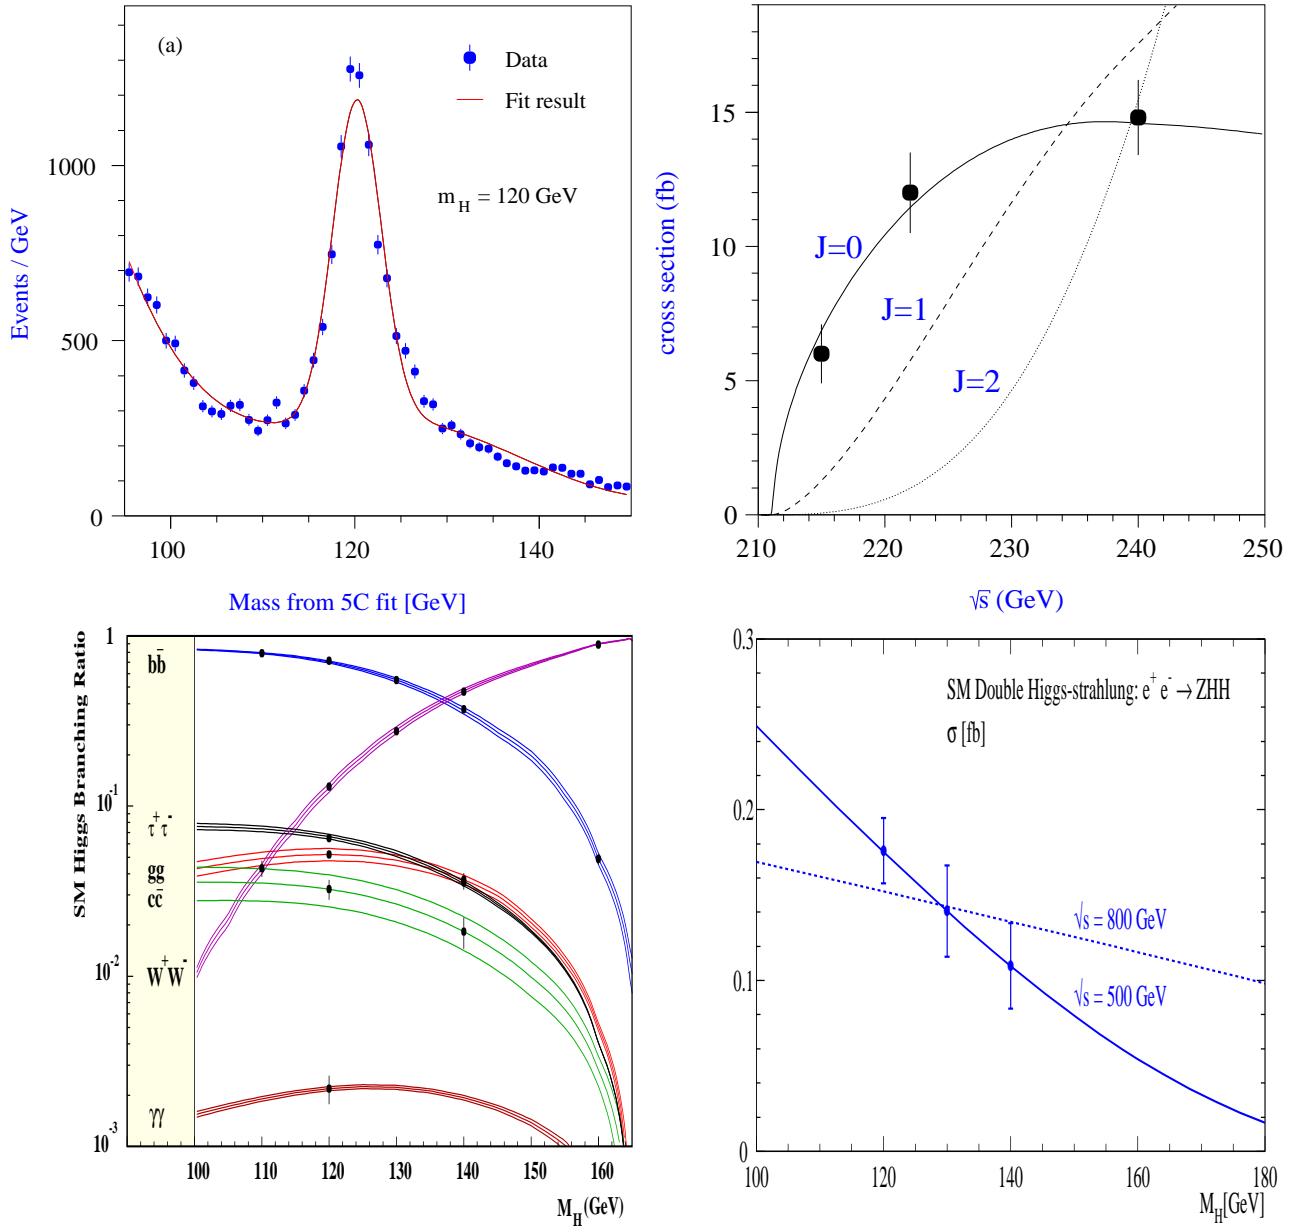 (a)
Data
Fit result
m_H = 120 GeV
Events / GeV
1000
500
0
100 120 140
Mass from 5C fit [GeV]
cross section (fb)
15
10
5
0
J=0
J=1
J=2
210 220 230 240 250
√s (GeV)
SM Higgs Branching Ratio
1
10^-1
10^-2
10^-3
bb̄
τ^+ τ^-
gg
cc̄
W^+W^-
γγ
100 110 120 130 140 150 160
M_H (GeV)
0.3
0.2
0.1
0
SM Double Higgs-strahlung: e^+ e^- → ZHH
σ [fb]
√s = 800 GeV
√s = 500 GeV
100 120 140 160 180
M_H[GeV]